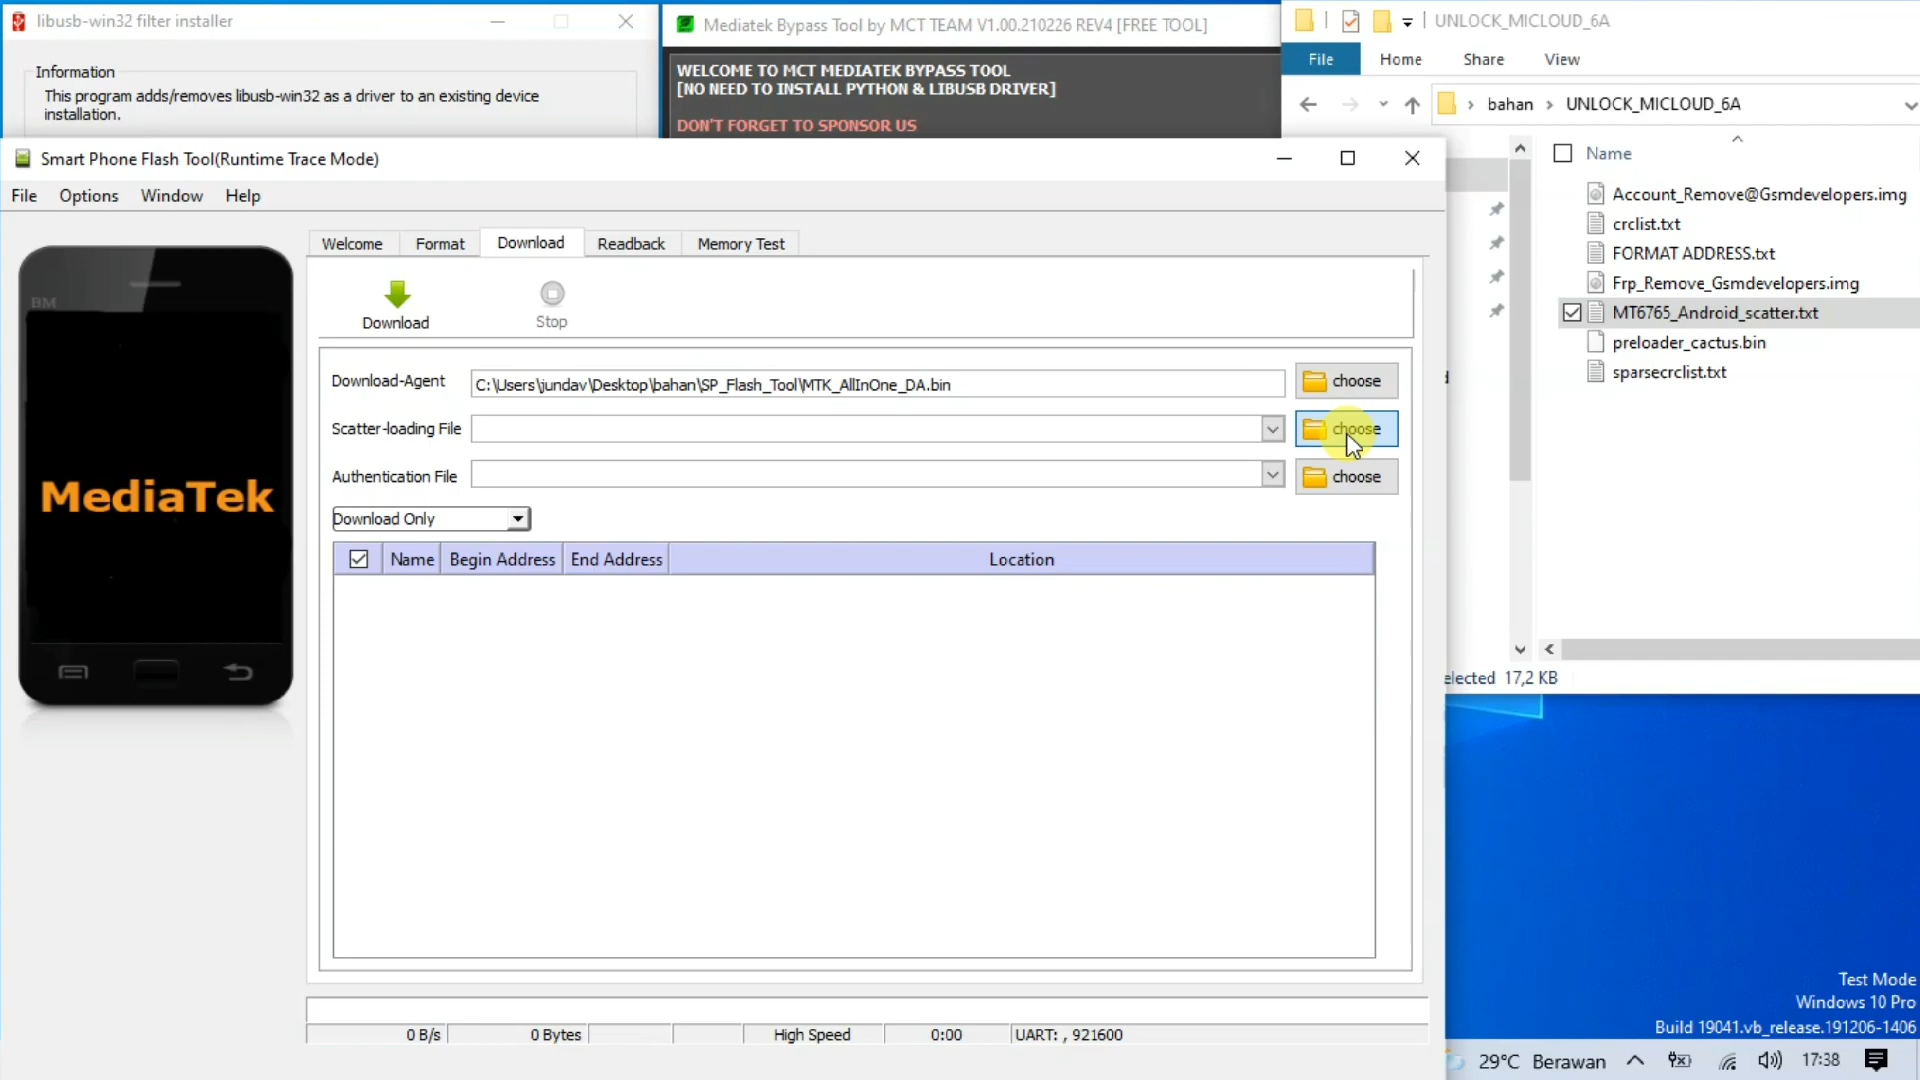 libusb-win32 filter installer
Information
This program adds/removes libusb-win32 as a driver to an existing device
installation.
Mediatek Bypass Tool by MCT TEAM V1.00.210226 REV4 [FREE TOOL]
WELCOME TO MCT MEDIATEK BYPASS TOOL
[NO NEED TO INSTALL PYTHON & LIBUSB DRIVER]
DON'T FORGET TO SPONSOR US
UNLOCK_MICLOUD_6A
File Home Share View
bahan > UNLOCK_MICLOUD_6A
Name
Account_Remove@Gsmdevelopers.img
crclist.txt
FORMAT ADDRESS.txt
Frp_Remove_Gsmdevelopers.img
MT6765_Android_scatter.txt
preloader_cactus.bin
sparsecrclist.txt
elected 17,2 KB
Smart Phone Flash Tool(Runtime Trace Mode)
File Options Window Help
BM
MediaTek
Welcome Format Download Readback Memory Test
Download Stop
Download-Agent C:\Users\jundav\Desktop\bahan\SP_Flash_Tool\MTK_AllInOne_DA.bin choose
Scatter-loading File choose
Authentication File choose
Download Only
Name Begin Address End Address Location
0 B/s 0 Bytes High Speed 0:00 UART: , 921600
Test Mode
Windows 10 Pro
Build 19041.vb_release.191206-1406
29°C Berawan 17:38